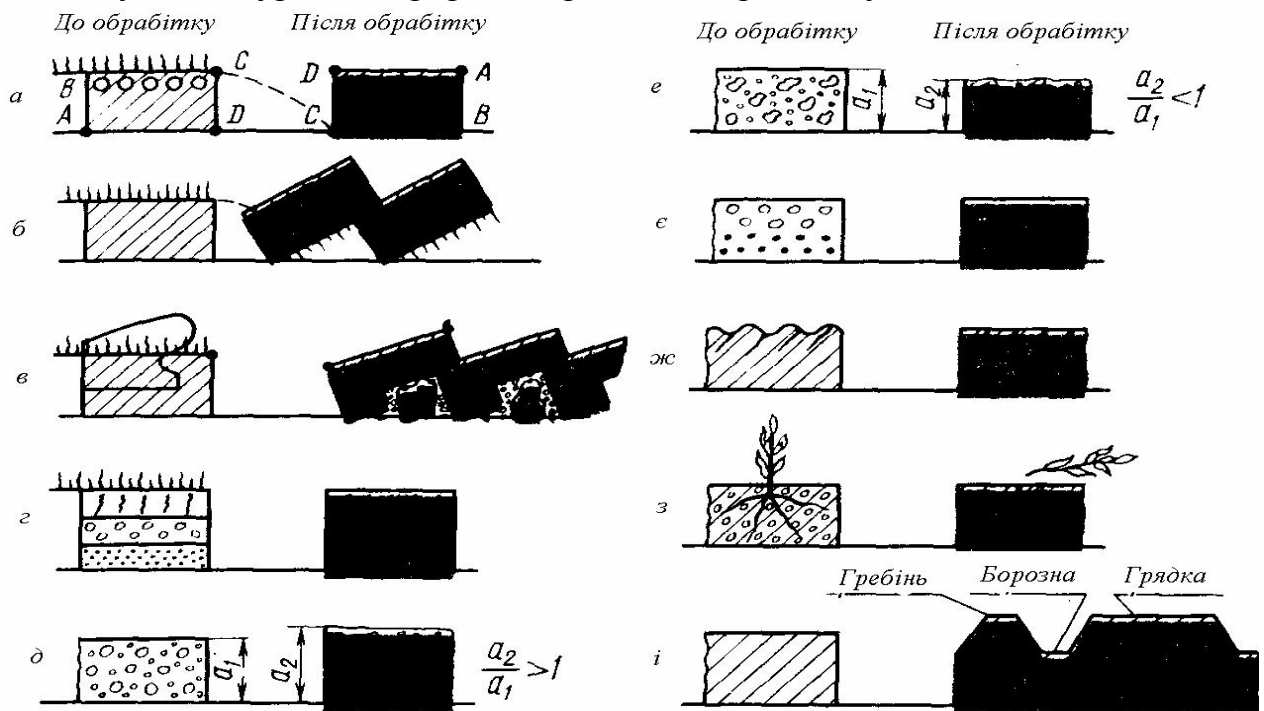 До обрабітку
Після обрабітку
а
B
C
A
D
D
A
C
B
б
в
г
д
a₁
a₂
a₂/a₁ > 1
До обрабітку
Після обрабітку
е
a₁
a₂
a₂/a₁ < 1
є
ж
з
і
Гребінь
Борозна
Грядка